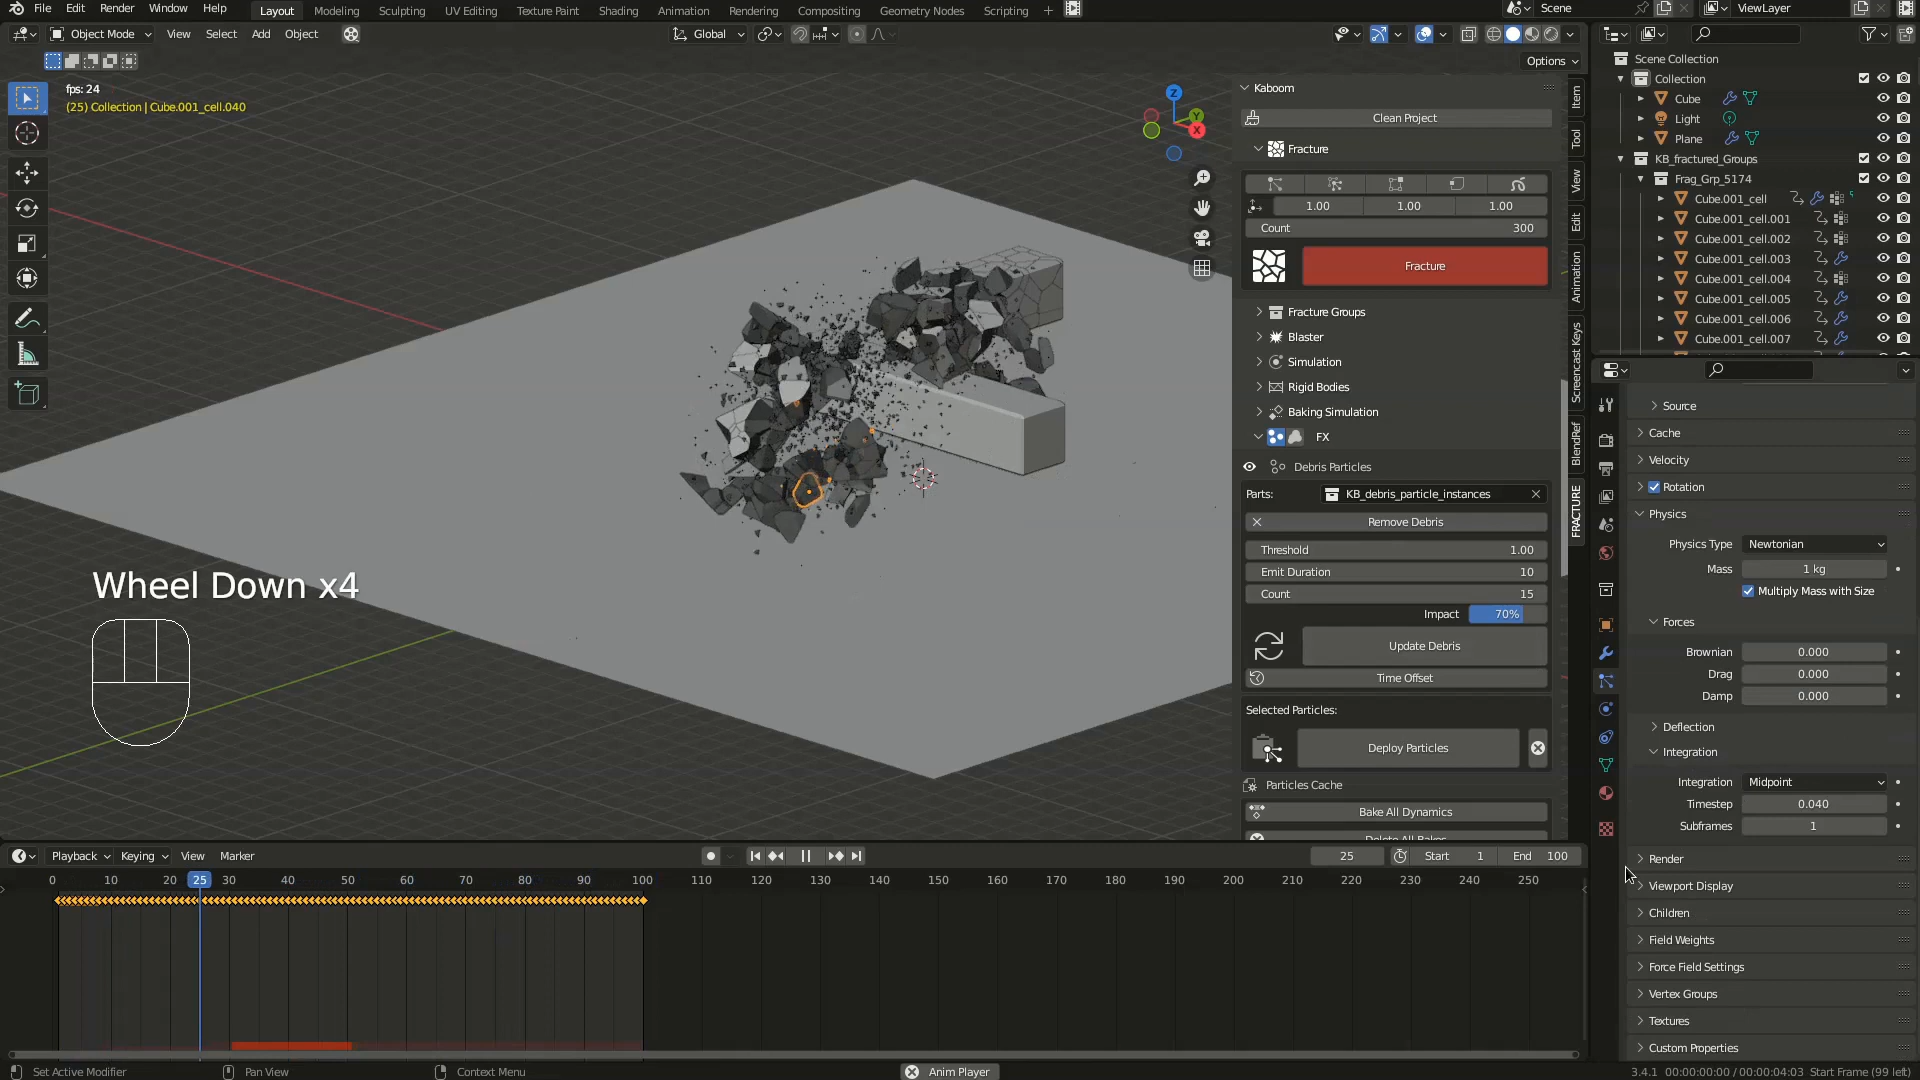 File Edit Render Window Help Layout Modeling Sculpting UV Editing Texture Paint Shading Animation Rendering Compositing Geometry Nodes Scripting + Scene ViewLayer
Object Mode View Select Add Object Global
Options
fps: 24
(25) Collection | Cube.001_cell.040
Z
Y
X
Wheel Down x4
Kaboom
Clean Project
Fracture
1.00 1.00 1.00
Count 300
Fracture
Fracture Groups
Blaster
Simulation
Rigid Bodies
Baking Simulation
FX
Debris Particles
Parts: KB_debris_particle_instances
Remove Debris
Threshold 1.00
Emit Duration 10
Count 15
Impact 70%
Update Debris
Time Offset
Selected Particles:
Deploy Particles
Particles Cache
Bake All Dynamics
Delete All Bakes
Item
Tool
View
Edit
Animation
Screencast Keys
BlendRef
FRACTURE
Scene Collection
Collection
Cube
Light
Plane
KB_fractured_Groups
Frag_Grp_5174
Cube.001_cell
Cube.001_cell.001
Cube.001_cell.002
Cube.001_cell.003
Cube.001_cell.004
Cube.001_cell.005
Cube.001_cell.006
Cube.001_cell.007
Source
Cache
Velocity
Rotation
Physics
Physics Type Newtonian
Mass 1 kg
Multiply Mass with Size
Forces
Brownian 0.000
Drag 0.000
Damp 0.000
Deflection
Integration
Integration Midpoint
Timestep 0.040
Subframes 1
Render
Viewport Display
Children
Field Weights
Force Field Settings
Vertex Groups
Textures
Custom Properties
Playback Keying View Marker 25 Start 1 End 100
0 10 20 25 30 40 50 60 70 80 90 100 110 120 130 140 150 160 170 180 190 200 210 220 230 240 250
Set Active Modifier Pan View Context Menu Anim Player 3.4.1 00:00:00:00 / 00:00:04:03 Start Frame (99 left)